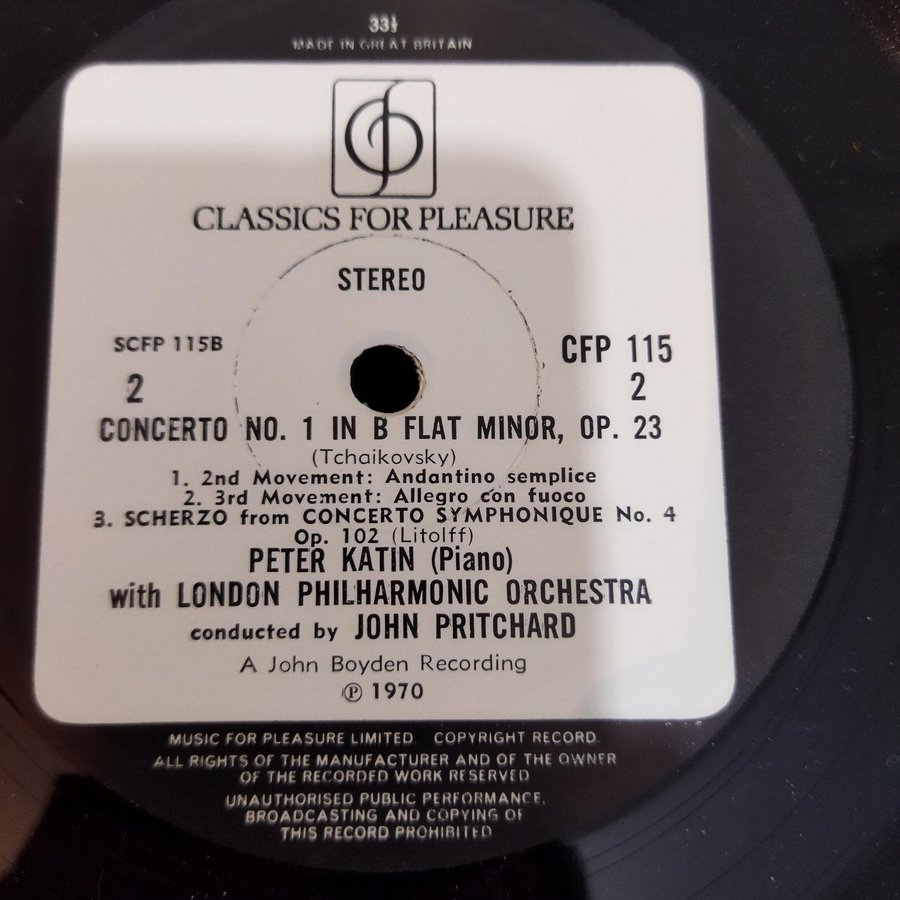 33⅓
MADE IN GREAT BRITAIN
CLASSICS FOR PLEASURE
STEREO
SCFP 115B
CFP 115
2
2
CONCERTO NO. 1 IN B FLAT MINOR, OP. 23
(Tchaikovsky)
1. 2nd Movement: Andantino semplice
2. 3rd Movement: Allegro con fuoco
3. SCHERZO from CONCERTO SYMPHONIQUE No. 4
Op. 102 (Litolff)
PETER KATIN (Piano)
with LONDON PHILHARMONIC ORCHESTRA
conducted by JOHN PRITCHARD
A John Boyden Recording
Ⓟ 1970
MUSIC FOR PLEASURE LIMITED. COPYRIGHT RECORD.
ALL RIGHTS OF THE MANUFACTURER AND OF THE OWNER
OF THE RECORDED WORK RESERVED
UNAUTHORISED PUBLIC PERFORMANCE,
BROADCASTING AND COPYING OF
THIS RECORD PROHIBITED